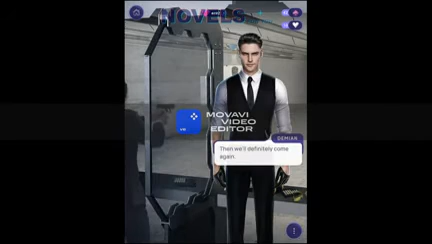 NOVELS
MOVAVI
VIDEO
EDITOR
DEMIAN
Then we'll definitely come
again.